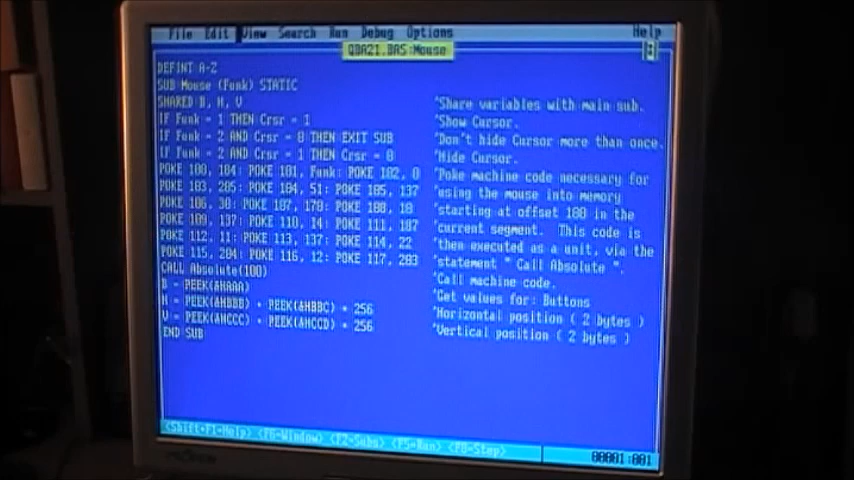 File Edit View Search Run Debug Options Help
QBA21.BAS:Mouse
DEFINT A-Z
SUB Mouse (Funk) STATIC
SHARED B, H, V 'Share variables with main sub.
IF Funk = 1 THEN Crsr = 1 'Show Cursor.
IF Funk = 2 AND Crsr = 0 THEN EXIT SUB 'Don't hide Cursor more than once.
IF Funk = 2 AND Crsr = 1 THEN Crsr = 0 'Hide Cursor.
POKE 100, 184: POKE 101, Funk: POKE 102, 0 'Poke machine code necessary for
POKE 103, 205: POKE 104, 51: POKE 105, 137 'using the mouse into memory
POKE 106, 30: POKE 107, 170: POKE 108, 10 'starting at offset 100 in the
POKE 109, 137: POKE 110, 14: POKE 111, 187 'current segment.  This code is
POKE 112, 11: POKE 113, 137: POKE 114, 22 'then executed as a unit, via the
POKE 115, 204: POKE 116, 12: POKE 117, 203 'statement " Call Absolute ".
CALL Absolute(100) 'Call machine code.
B = PEEK(&HAAA) 'Get values for: Buttons
H = PEEK(&HBBB) + PEEK(&HBBC) * 256 'Horizontal position ( 2 bytes )
V = PEEK(&HCCC) + PEEK(&HCCD) * 256 'Vertical position ( 2 bytes )
END SUB
<Shift+F1=Help> <F6=Window> <F2=Subs> <F5=Run> <F8=Step> 00001:001